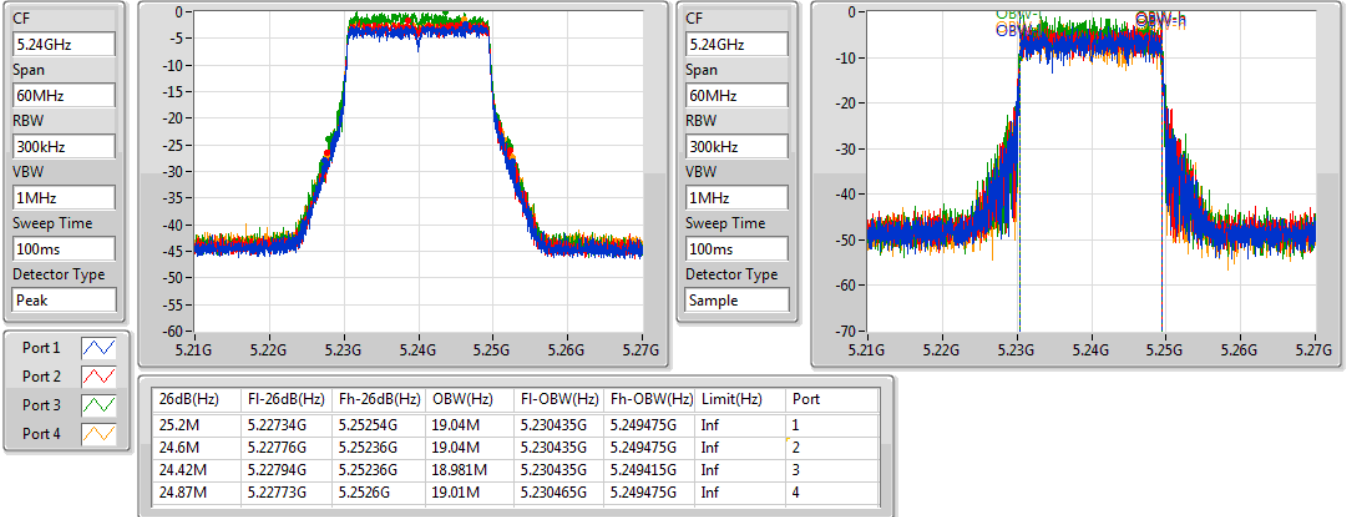 CF
5.24GHz
Span
60MHz
RBW
300kHz
VBW
1MHz
Sweep Time
100ms
Detector Type
Peak
0
-5
-10
-15
-20
-25
-30
-35
-40
-45
-50
-55
-60
5.21G 5.22G 5.23G 5.24G 5.25G 5.26G 5.27G
CF
5.24GHz
Span
60MHz
RBW
300kHz
VBW
1MHz
Sweep Time
100ms
Detector Type
Sample
0
-10
-20
-30
-40
-50
-60
-70
OBW-h
5.21G 5.22G 5.23G 5.24G 5.25G 5.26G 5.27G
Port 1
Port 2
Port 3
Port 4
26dB(Hz) Fl-26dB(Hz) Fh-26dB(Hz) OBW(Hz) Fl-OBW(Hz) Fh-OBW(Hz) Limit(Hz) Port
25.2M 5.22734G 5.25254G 19.04M 5.230435G 5.249475G Inf 1
24.6M 5.22776G 5.25236G 19.04M 5.230435G 5.249475G Inf 2
24.42M 5.22794G 5.25236G 18.981M 5.230435G 5.249415G Inf 3
24.87M 5.22773G 5.2526G 19.01M 5.230465G 5.249475G Inf 4